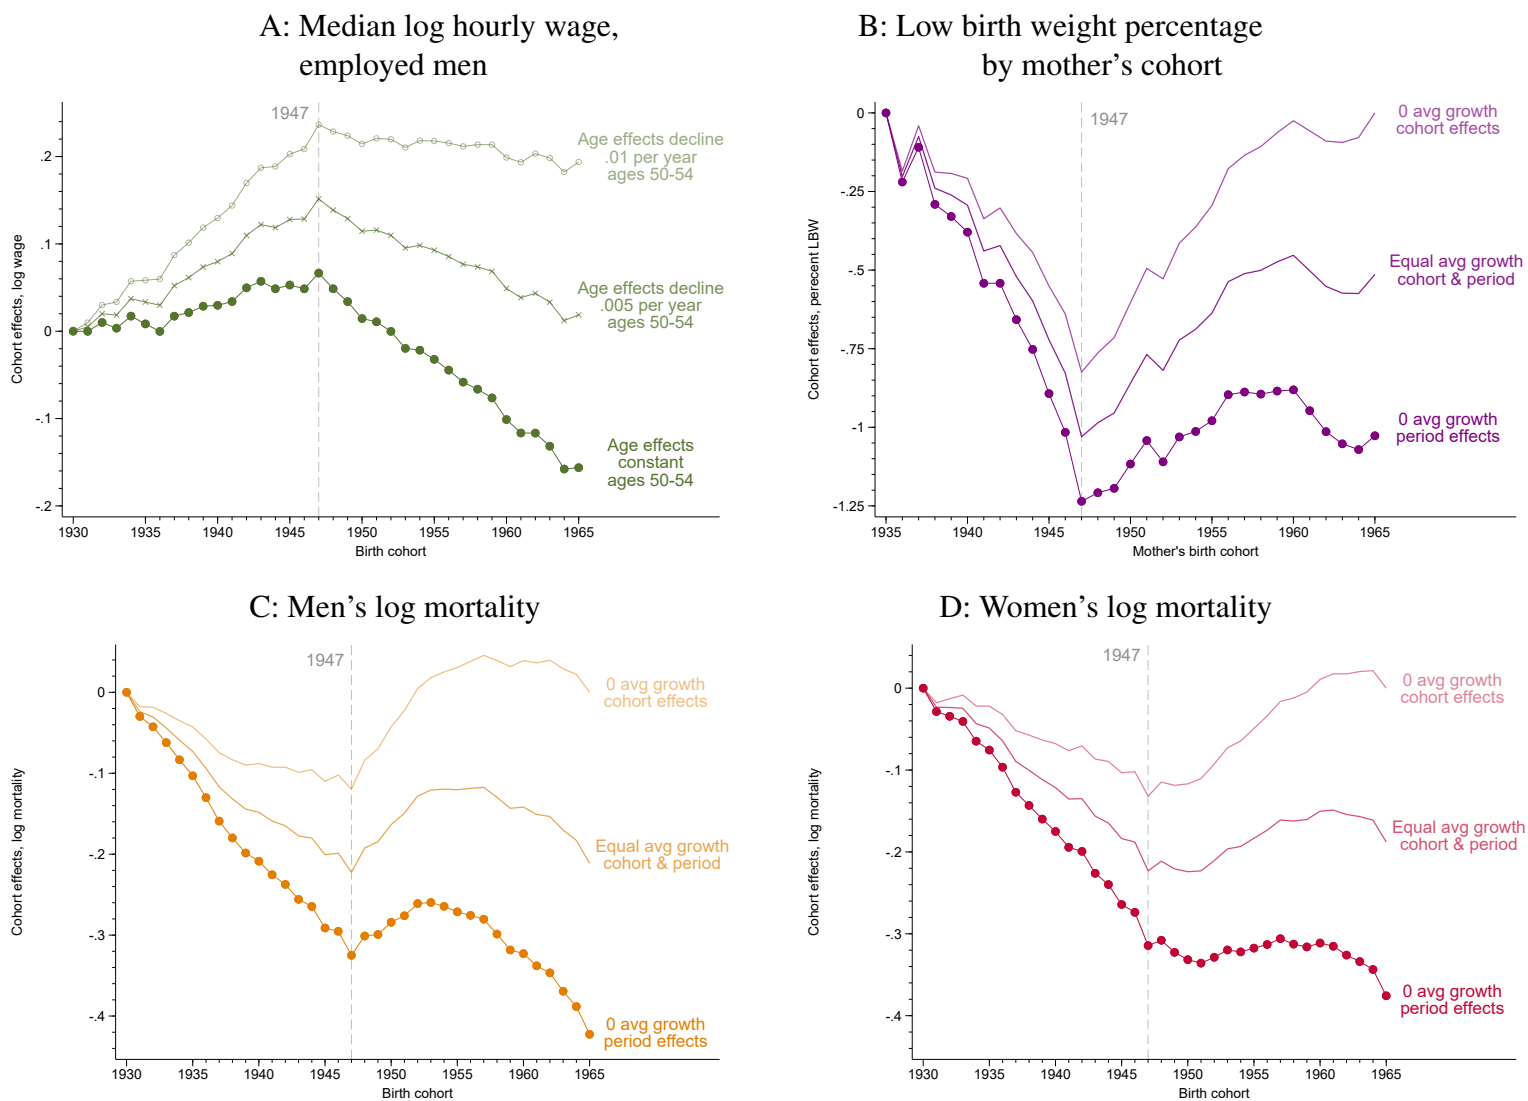 A: Median log hourly wage,
employed men
Cohort effects, log wage
.2
.1
0
-.1
-.2
1947
Age effects decline
.01 per year
ages 50-54
Age effects decline
.005 per year
ages 50-54
Age effects
constant
ages 50-54
1930 1935 1940 1945 1950 1955 1960 1965
Birth cohort
B: Low birth weight percentage
by mother's cohort
Cohort effects, perecent LBW
0
-.25
-.5
-.75
-1
-1.25
1947
0 avg growth
cohort effects
Equal avg growth
cohort & period
0 avg growth
period effects
1935 1940 1945 1950 1955 1960 1965
Mother's birth cohort
C: Men's log mortality
Cohort effects, log mortality
0
-.1
-.2
-.3
-.4
1947
0 avg growth
cohort effects
Equal avg growth
cohort & period
0 avg growth
period effects
1930 1935 1940 1945 1950 1955 1960 1965
Birth cohort
D: Women's log mortality
Cohort effects, log mortality
0
-.1
-.2
-.3
-.4
1947
0 avg growth
cohort effects
Equal avg growth
cohort & period
0 avg growth
period effects
1930 1935 1940 1945 1950 1955 1960 1965
Birth cohort